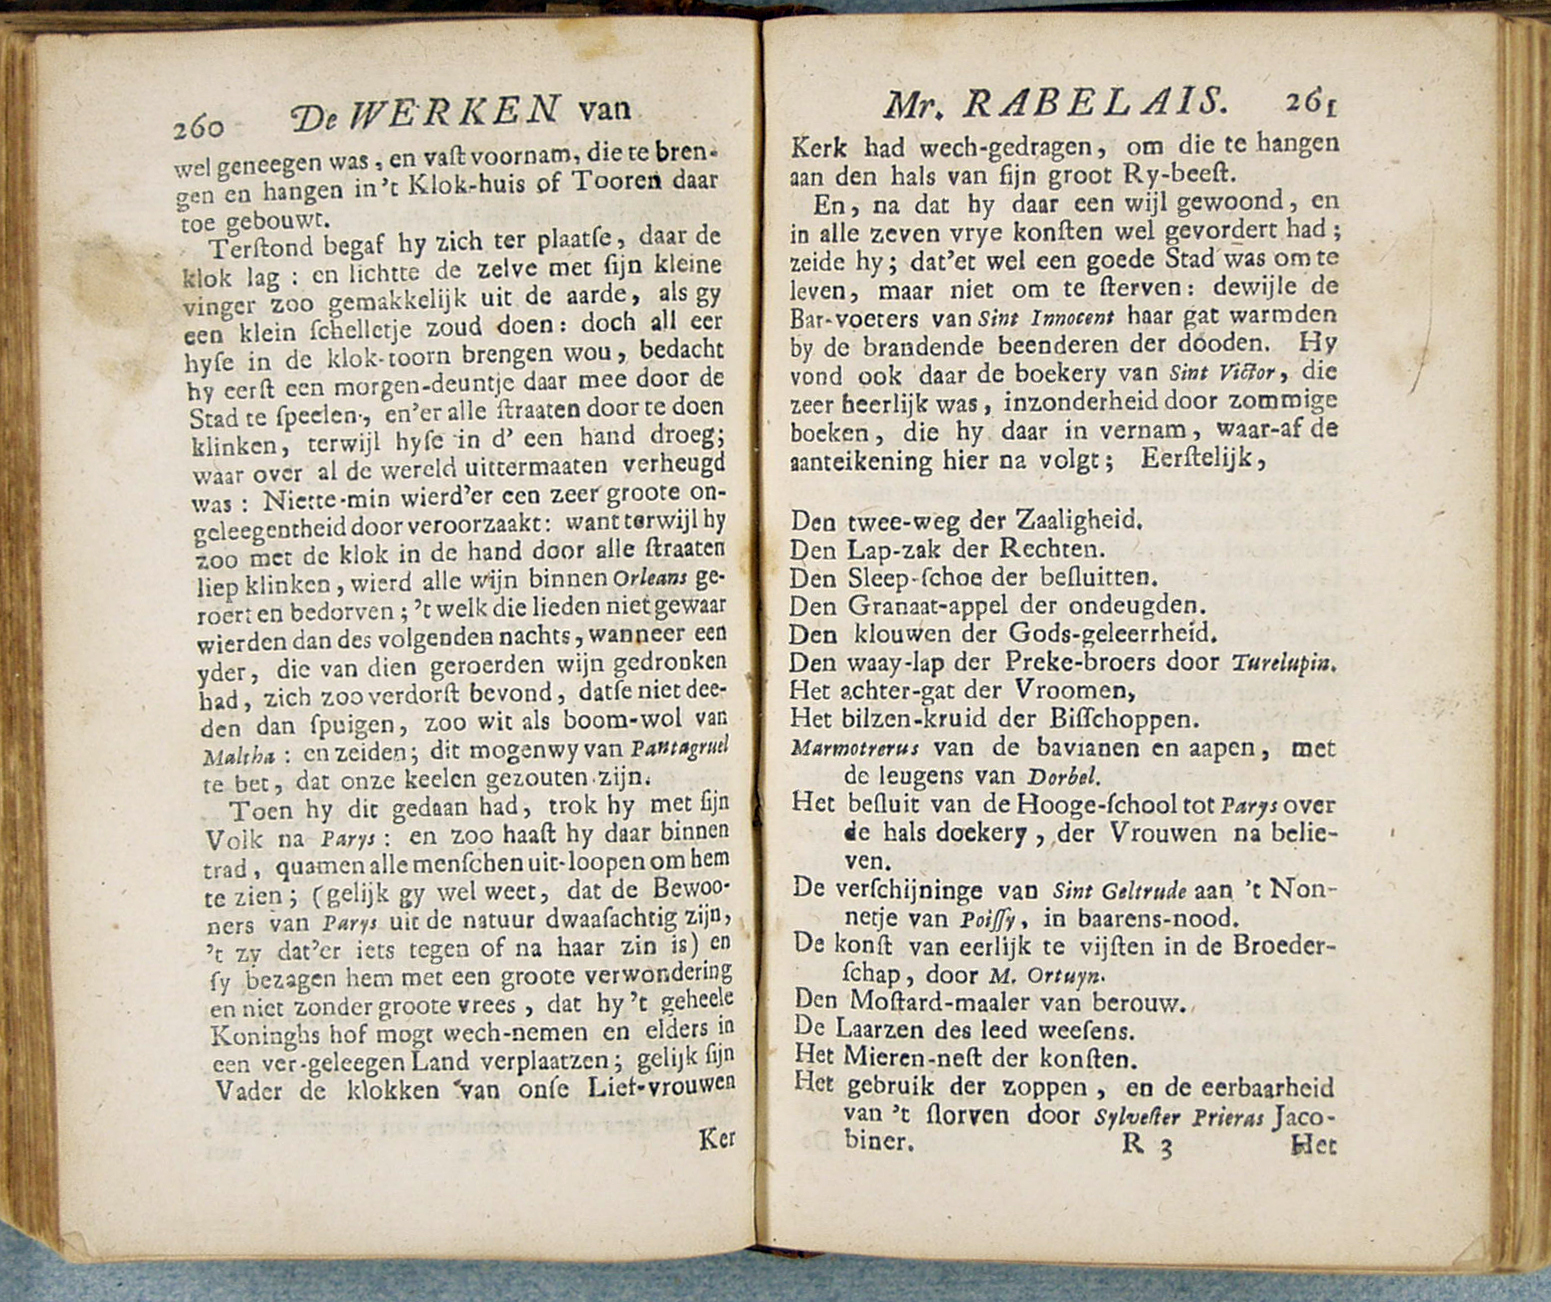 260 De WERKEN van
wel geneegen was, en vaſt voornam, die te bren-
gen en hangen in't Klok-huis of Tooren daar
toe gebouwt.
Terſtond begaf hy zich ter plaatſe, daar de
klok lag : en lichtte de zelve met ſijn kleine
vinger zoo gemakkelijk uit de aarde, als gy
een klein ſchelletje zoud doen: doch all eer
hyſe in de klok-toorn brengen wou, bedacht
hy eerſt een morgen-deuntje daar mee door de
Stad te ſpeelen, en'er alle ſtraaten door te doen
klinken, terwijl hyſe in d' een hand droeg;
waar over al de wereld uittermaaten verheugd
was : Niette-min wierd'er een zeer groote on-
geleegentheid door veroorzaakt: want terwijl hy
zoo met de klok in de hand door alle ſtraaten
liep klinken, wierd alle wijn binnen Orleans ge-
roert en bedorven ; 't welk die lieden niet gewaar
wierden dan des volgenden nachts, wanneer een
yder, die van dien geroerden wijn gedronken
had, zich zoo verdorſt bevond, datſe niet dee-
den dan ſpuigen, zoo wit als boom-wol van
Maltha : en zeiden; dit mogen wy van Pantagruel
te bet, dat onze keelen gezouten zijn.
Toen hy dit gedaan had, trok hy met ſijn
Volk na Parys : en zoo haaſt hy daar binnen
trad, quamen alle menſchen uit-loopen om hem
te zien; (gelijk gy wel weet, dat de Bewoo-
ners van Parys uit de natuur dwaaſachtig zijn,
't zy dat'er iets tegen of na haar zin is) en
ſy bezagen hem met een groote verwondering
en niet zonder groote vrees, dat hy 't geheele
Koninghs hof mogt wech-nemen en elders in
een ver-geleegen Land verplaatzen; gelijk ſijn
Vader de klokken van onſe Lief-vrouwen
Ker
Mr. RABELAIS. 261
Kerk had wech-gedragen, om die te hangen
aan den hals van ſijn groot Ry-beeſt.
En, na dat hy daar een wijl gewoond, en
in alle zeven vrye konſten wel gevordert had ;
zeide hy; dat'et wel een goede Stad was om te
leven, maar niet om te ſterven: dewijle de
Bar-voeters van Sint Innocent haar gat warmden
by de brandende beenderen der dooden. Hy
vond ook daar de boekery van Sint Victor, die
zeer heerlijk was, inzonderheid door zommige
boeken, die hy daar in vernam, waar-af de
aanteikening hier na volgt; Eerſtelijk,
Den twee-weg der Zaaligheid.
Den Lap-zak der Rechten.
Den Sleep-ſchoe der beſluitten.
Den Granaat-appel der ondeugden.
Den klouwen der Gods-geleerrheid.
Den waay-lap der Preke-broers door Turelupin.
Het achter-gat der Vroomen,
Het bilzen-kruid der Biſſchoppen.
Marmotrerus van de bavianen en aapen, met
de leugens van Dorbel.
Het beſluit van de Hooge-ſchool tot Parys over
de hals doekery, der Vrouwen na belie-
ven.
De verſchijninge van Sint Geltrude aan 't Non-
netje van Poiſſy, in baarens-nood.
De konſt van eerlijk te vijſten in de Broeder-
ſchap, door M. Ortuyn.
Den Moſtard-maaler van berouw.
De Laarzen des leed weeſens.
Het Mieren-neſt der konſten.
Het gebruik der zoppen, en de eerbaarheid
van 't ſlorven door Sylveſter Prieras Jaco-
biner. R 3 Het